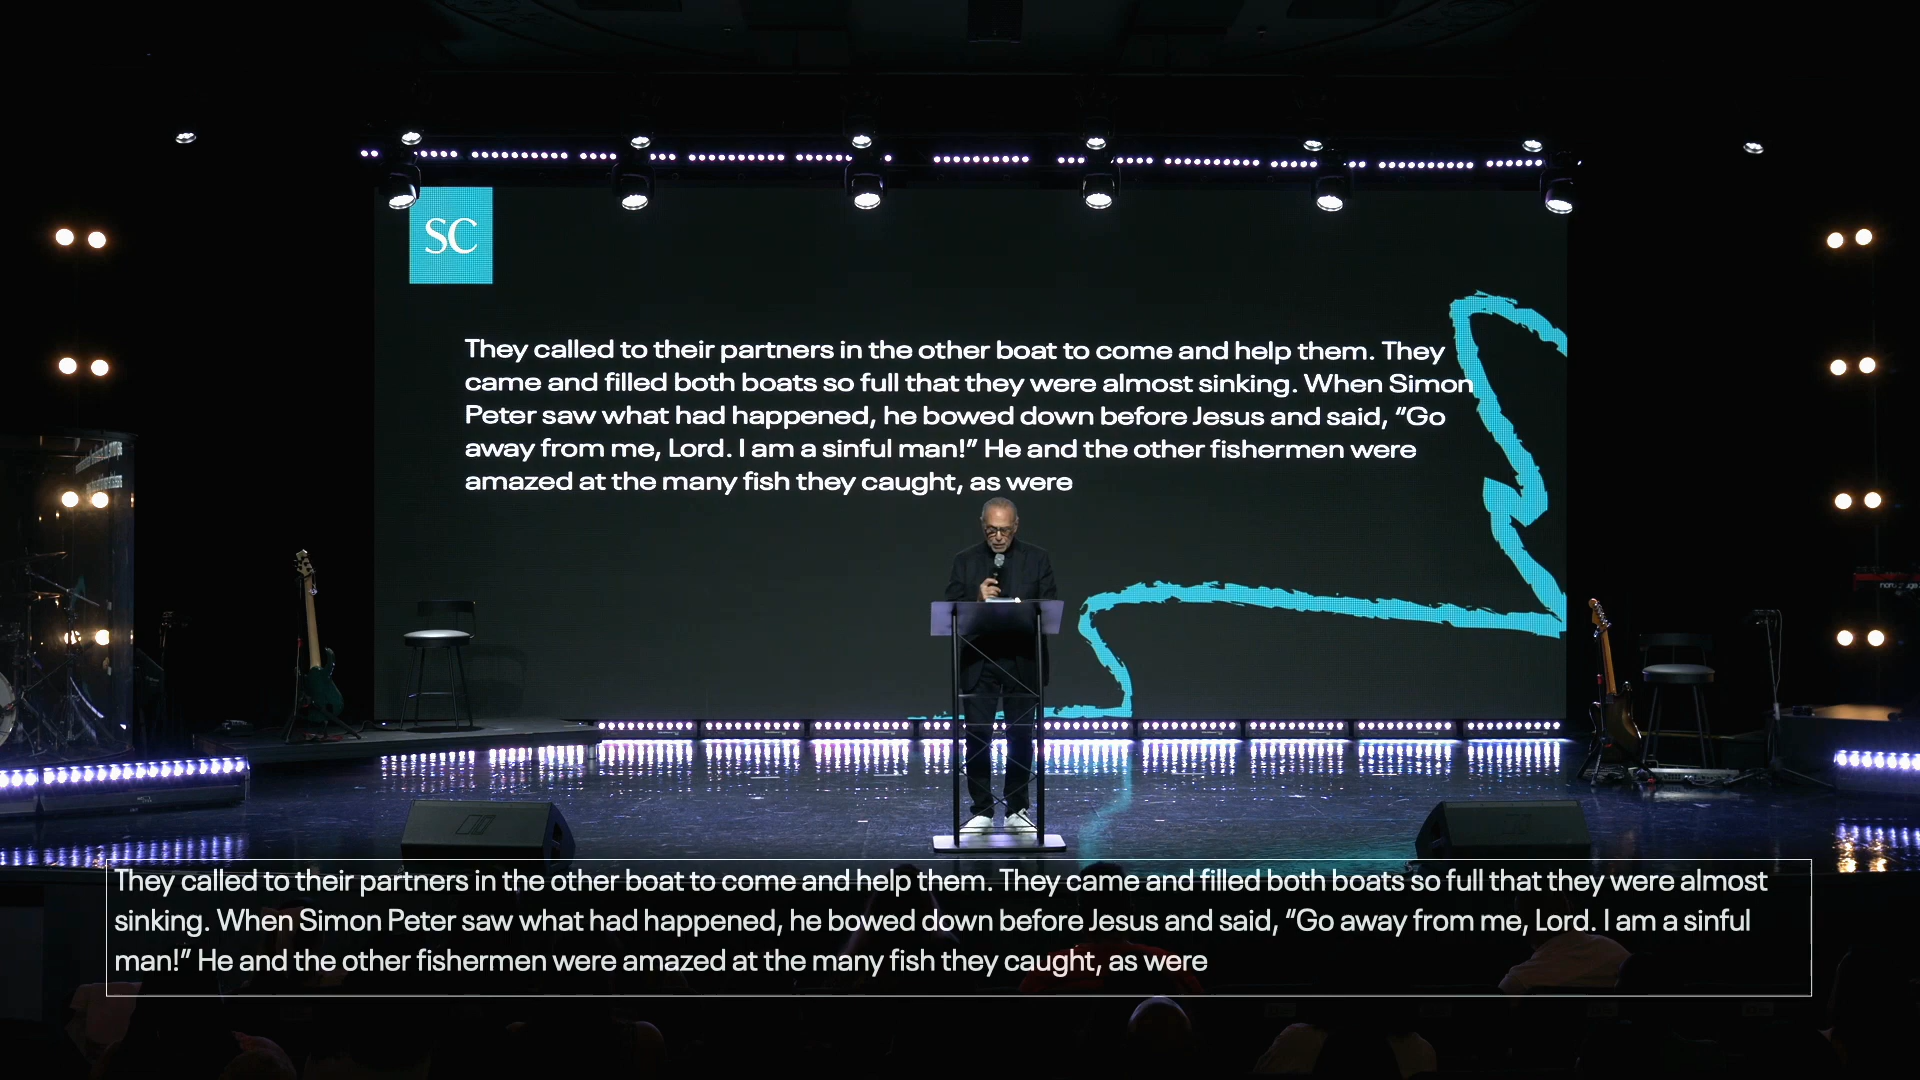 SC
They called to their partners in the other boat to come and help them. They
came and filled both boats so full that they were almost sinking. When Simon
Peter saw what had happened, he bowed down before Jesus and said, “Go
away from me, Lord. I am a sinful man!” He and the other fishermen were
amazed at the many fish they caught, as were
They called to their partners in the other boat to come and help them. They came and filled both boats so full that they were almost
sinking. When Simon Peter saw what had happened, he bowed down before Jesus and said, “Go away from me, Lord. I am a sinful
man!” He and the other fishermen were amazed at the many fish they caught, as were